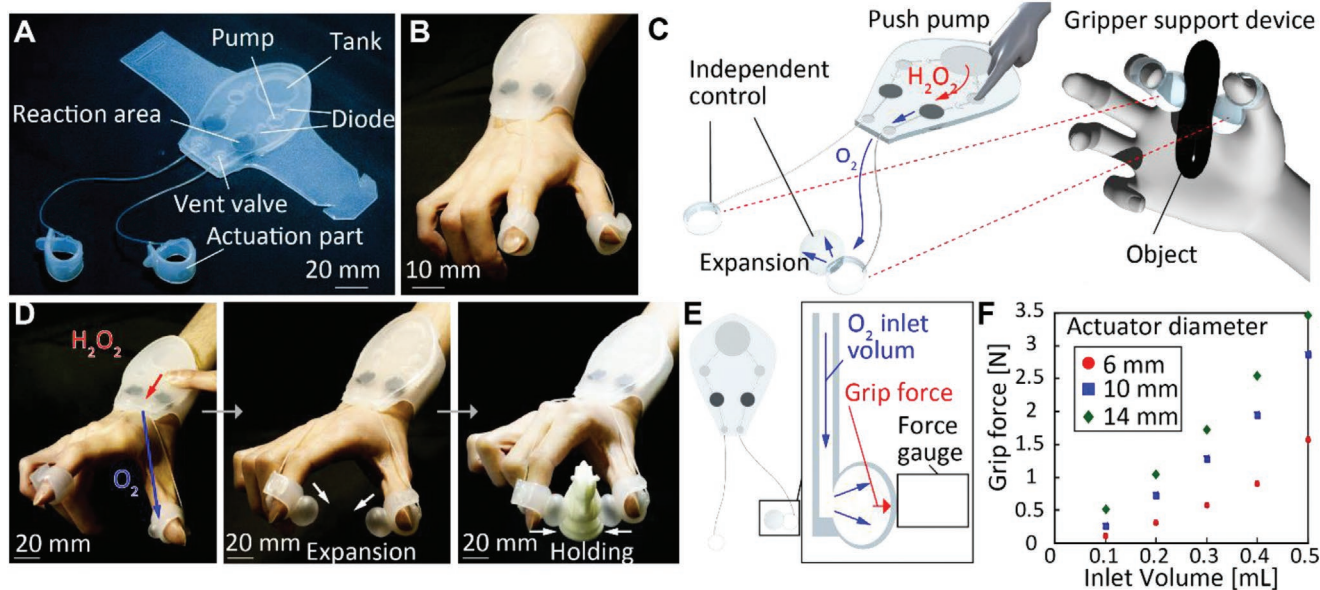 A
Pump
Tank
Reaction area
Diode
Vent valve
Actuation part
20 mm
B
10 mm
C
Push pump
Gripper support device
Independent
control
H₂O₂
O₂
Expansion
Object
D
H₂O₂
O₂
20 mm
20 mm
Expansion
20 mm
Holding
E
O₂ inlet
volum
Grip force
Force
gauge
F
Grip force [N]
3.5
3
2.5
2
1.5
1
0.5
0
Actuator diameter
6 mm
10 mm
14 mm
0 0.1 0.2 0.3 0.4 0.5
Inlet Volume [mL]